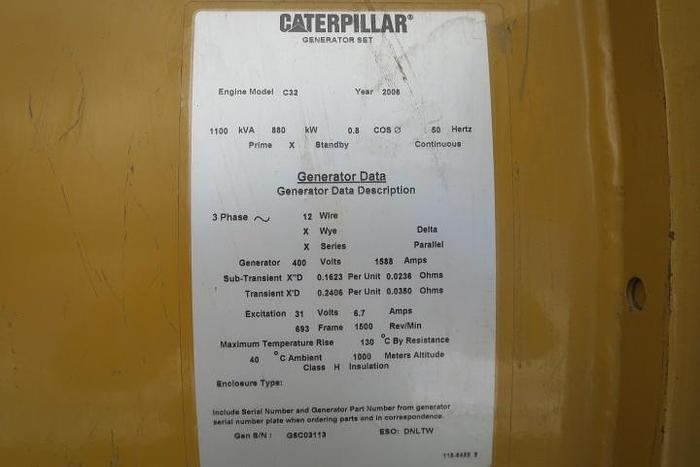 CATERPILLAR®
GENERATOR SET
Engine Model C32 Year 2006
1100 kVA 880 kW 0.8 COS Ø 50 Hertz
Prime X Standby Continuous
Generator Data
Generator Data Description
3 Phase ~ 12 Wire
X Wye Delta
X Series Parallel
Generator 400 Volts 1588 Amps
Sub-Transient X"D 0.1623 Per Unit 0.0236 Ohms
Transient X'D 0.2406 Per Unit 0.0350 Ohms
Excitation 31 Volts 6.7 Amps
693 Frame 1500 Rev/Min
Maximum Temperature Rise 130 °C By Resistance
40 °C Ambient 1000 Meters Altitude
Class H Insulation
Enclosure Type:
Include Serial Number and Generator Part Number from generator
serial number plate when ordering parts and in correspondence.
Gen S/N : G5C03113 ESO: DNLTW